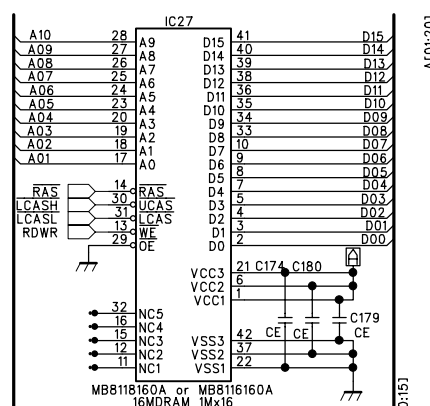 IC27
A10 28 A9 D15 41 D15
A09 27 A8 D14 40 D14
A08 26 A7 D13 39 D13
A07 25 A6 D12 38 D12
A06 24 A5 D11 36 D11
A05 23 A4 D10 35 D10
A04 20 A3 D9 34 D09
A03 19 A2 D8 33 D08
A02 18 A1 D7 10 D07
A01 17 A0 D6 9 D06
D5 8 D05
RAS 14 RAS D4 7 D04
LCASH 30 UCAS D3 5 D03
LCASL 31 LCAS D2 4 D02
RDWR 13 WE D1 3 D01
29 OE D0 2 D00
A
VCC3 21 C174 C180
VCC2 6
VCC1 1
32 NC5 C179
16 NC4 CE CE CE
15 NC3 VSS3 42
12 NC2 VSS2 37
11 NC1 VSS1 22
MB8118160A or MB8116160A
16MDRAM 1Mx16
A[01:20]
0:15]